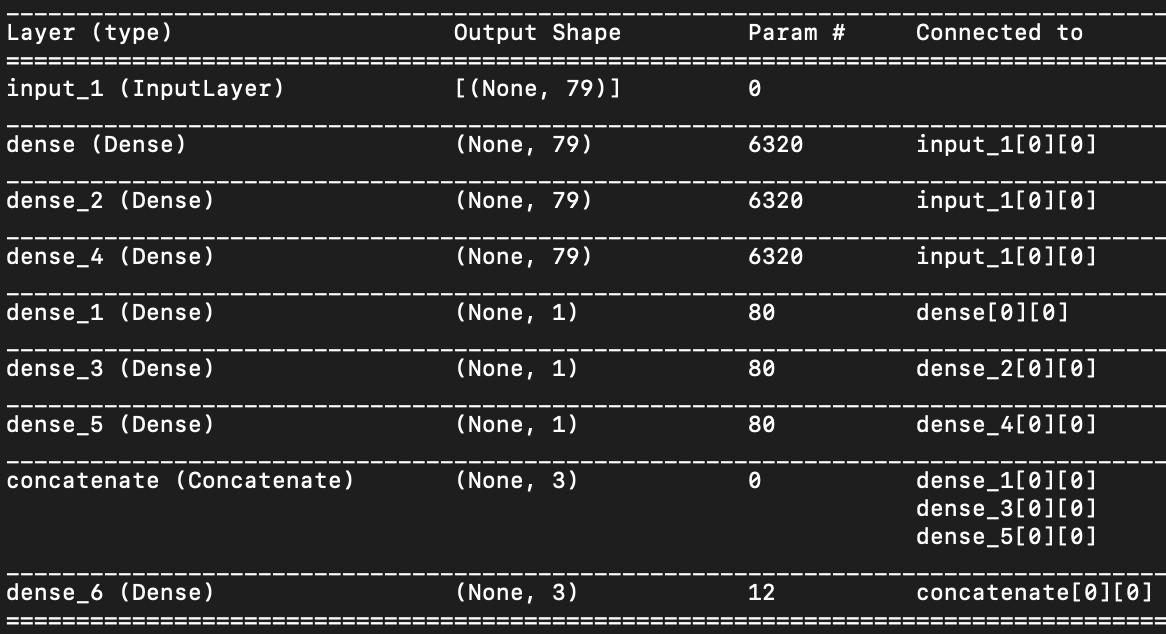 Layer (type) Output Shape Param # Connected to
input_1 (InputLayer) [(None, 79)] 0
dense (Dense) (None, 79) 6320 input_1[0][0]
dense_2 (Dense) (None, 79) 6320 input_1[0][0]
dense_4 (Dense) (None, 79) 6320 input_1[0][0]
dense_1 (Dense) (None, 1) 80 dense[0][0]
dense_3 (Dense) (None, 1) 80 dense_2[0][0]
dense_5 (Dense) (None, 1) 80 dense_4[0][0]
concatenate (Concatenate) (None, 3) 0 dense_1[0][0]
dense_3[0][0]
dense_5[0][0]
dense_6 (Dense) (None, 3) 12 concatenate[0][0]